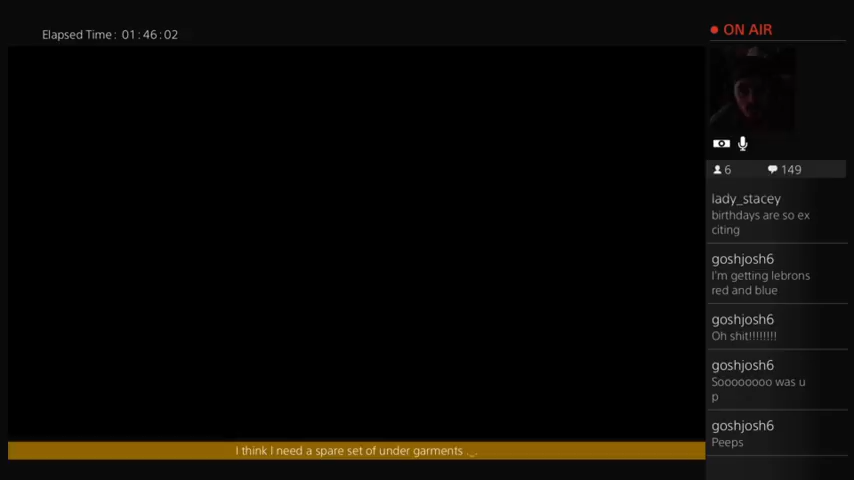 Elapsed Time: 01:46:02
ON AIR
6 149
lady_stacey
birthdays are so ex
citing
goshjosh6
I'm getting lebrons
red and blue
goshjosh6
Oh shit!!!!!!!!
goshjosh6
Soooooooo was u
p
goshjosh6
Peeps
I think I need a spare set of under garments ._.